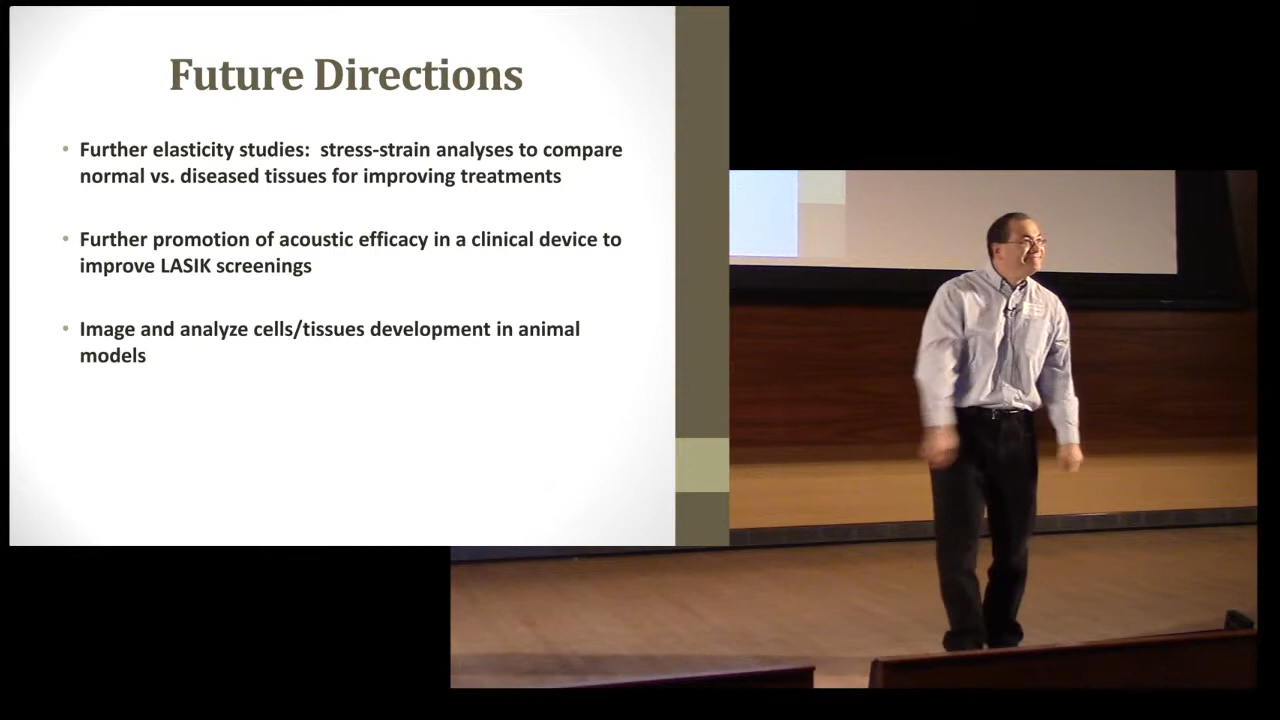 Future Directions
• Further elasticity studies:  stress-strain analyses to compare
normal vs. diseased tissues for improving treatments
• Further promotion of acoustic efficacy in a clinical device to
improve LASIK screenings
• Image and analyze cells/tissues development in animal
models